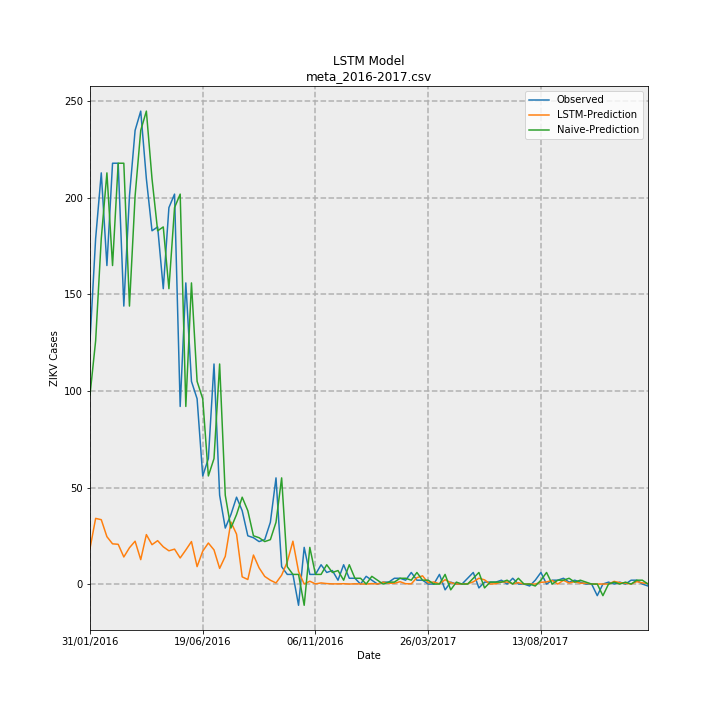 LSTM Model
meta_2016-2017.csv
Observed
LSTM-Prediction
Naive-Prediction
250
200
150
100
50
0
ZIKV Cases
31/01/2016 19/06/2016 06/11/2016 26/03/2017 13/08/2017
Date